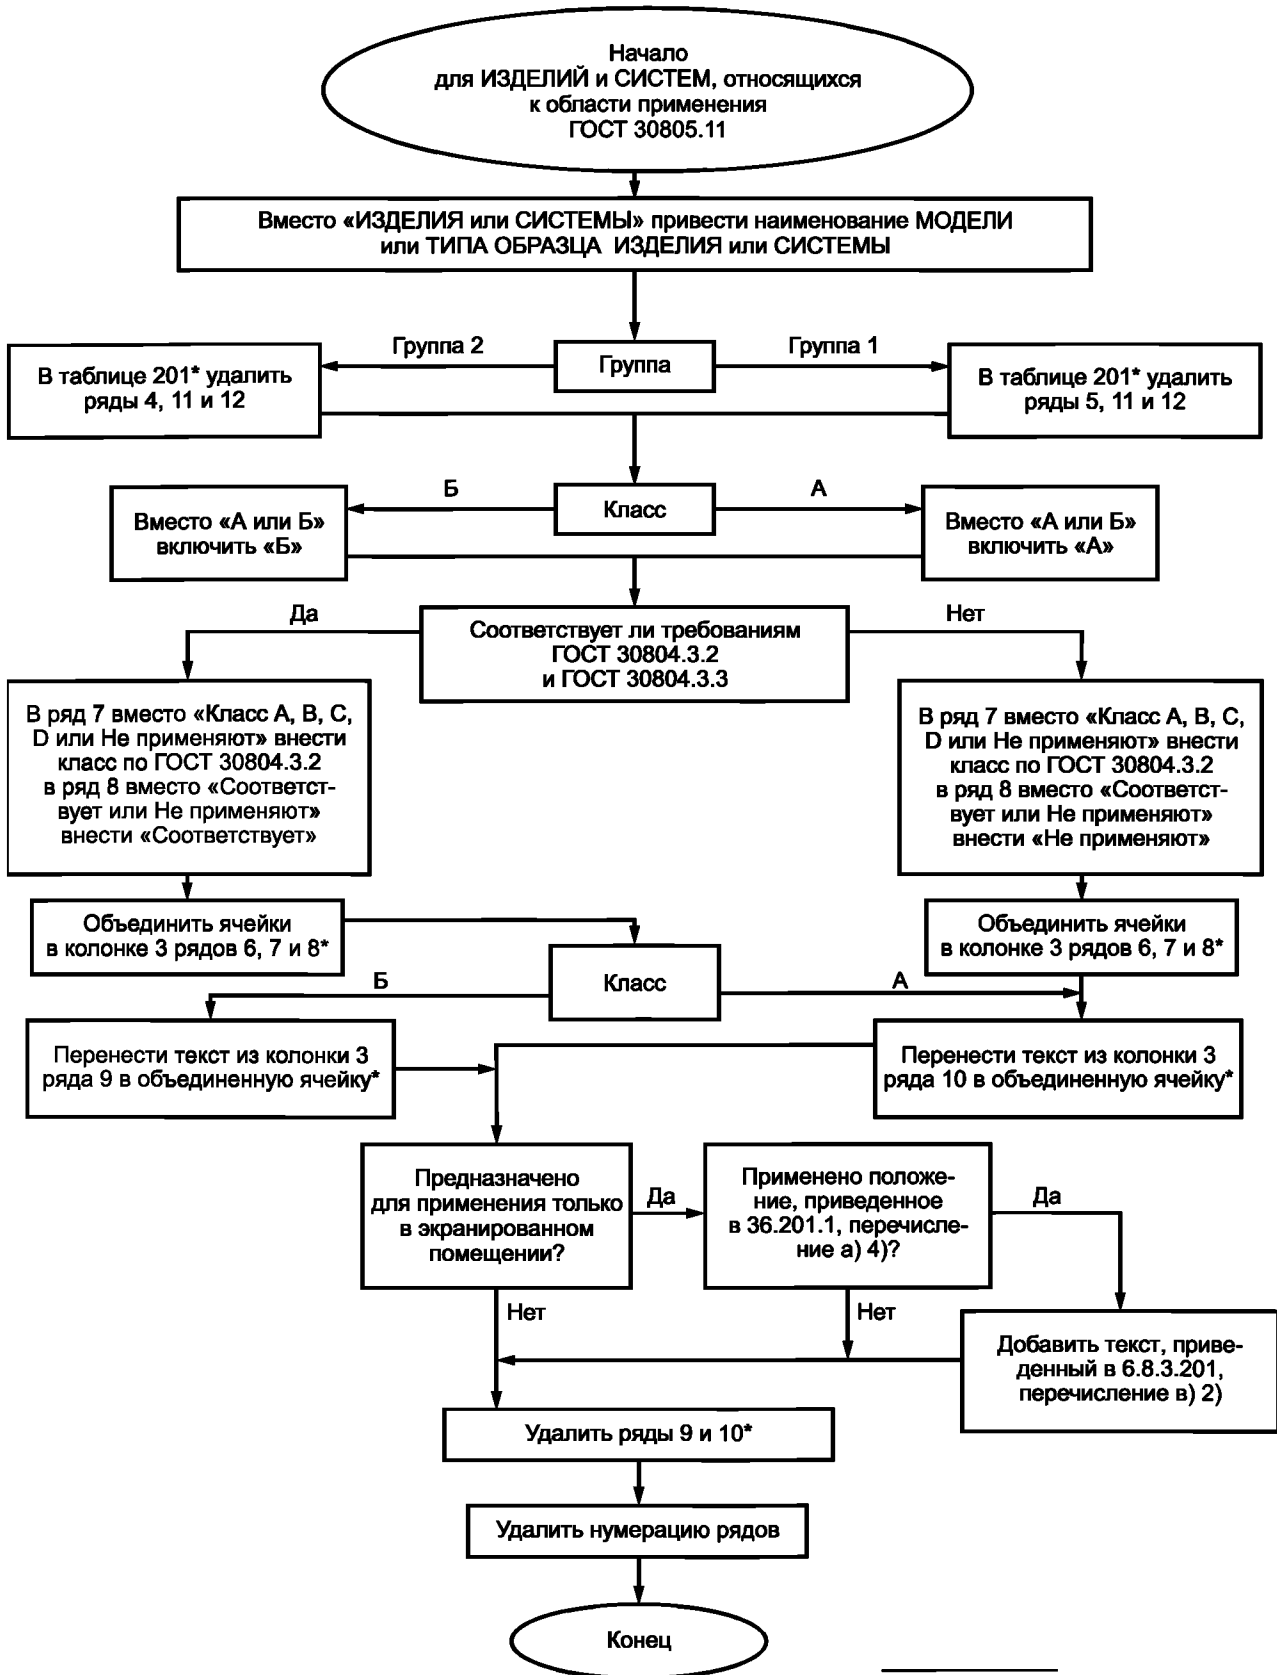 Начало
для ИЗДЕЛИЙ и СИСТЕМ, относящихся
к области применения
ГОСТ 30805.11
Вместо «ИЗДЕЛИЯ или СИСТЕМЫ» привести наименование МОДЕЛИ
или ТИПА ОБРАЗЦА ИЗДЕЛИЯ или СИСТЕМЫ
Группа 2
Группа
Группа 1
В таблице 201* удалить
ряды 4, 11 и 12
В таблице 201* удалить
ряды 5, 11 и 12
Б
Класс
А
Вместо «А или Б»
включить «Б»
Вместо «А или Б»
включить «А»
Да
Соответствует ли требованиям
ГОСТ 30804.3.2
и ГОСТ 30804.3.3
Нет
В ряд 7 вместо «Класс А, В, С,
D или Не применяют» внести
класс по ГОСТ 30804.3.2
в ряд 8 вместо «Соответст-
вует или Не применяют»
внести «Соответствует»
В ряд 7 вместо «Класс А, В, С,
D или Не применяют» внести
класс по ГОСТ 30804.3.2
в ряд 8 вместо «Соответст-
вует или Не применяют»
внести «Не применяют»
Объединить ячейки
в колонке 3 рядов 6, 7 и 8*
Объединить ячейки
в колонке 3 рядов 6, 7 и 8*
Б
Класс
А
Перенести текст из колонки 3
ряда 9 в объединенную ячейку*
Перенести текст из колонки 3
ряда 10 в объединенную ячейку*
Предназначено
для применения только
в экранированном
помещении?
Да
Применено положе-
ние, приведенное
в 36.201.1, перечисле-
ние а) 4)?
Да
Нет
Нет
Добавить текст, приве-
денный в 6.8.3.201,
перечисление в) 2)
Удалить ряды 9 и 10*
Удалить нумерацию рядов
Конец